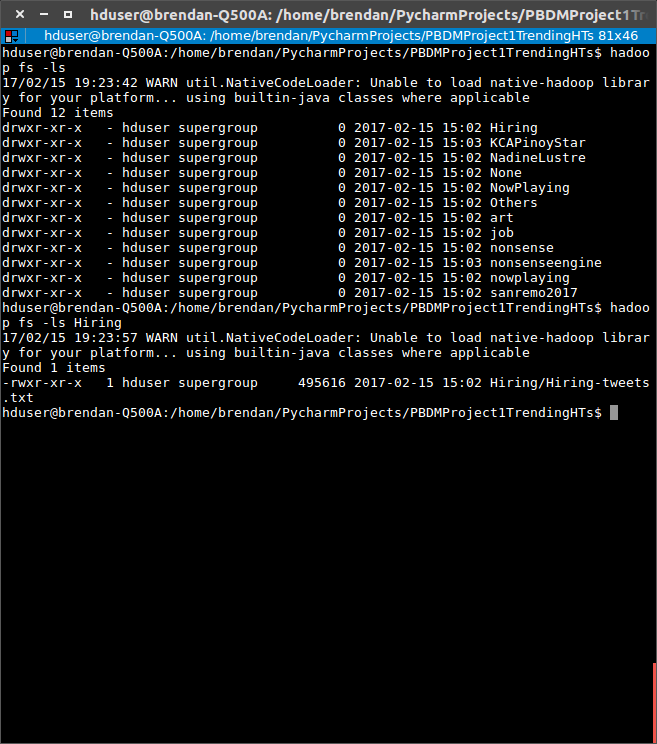 hduser@brendan-Q500A: /home/brendan/PycharmProjects/PBDMProject1Tr
hduser@brendan-Q500A: /home/brendan/PycharmProjects/PBDMProject1TrendingHTs 81x46
hduser@brendan-Q500A:/home/brendan/PycharmProjects/PBDMProject1TrendingHTs$ hadoo
p fs -ls
17/02/15 19:23:42 WARN util.NativeCodeLoader: Unable to load native-hadoop librar
y for your platform... using builtin-java classes where applicable
Found 12 items
drwxr-xr-x   - hduser supergroup          0 2017-02-15 15:02 Hiring
drwxr-xr-x   - hduser supergroup          0 2017-02-15 15:03 KCAPinoyStar
drwxr-xr-x   - hduser supergroup          0 2017-02-15 15:02 NadineLustre
drwxr-xr-x   - hduser supergroup          0 2017-02-15 15:02 None
drwxr-xr-x   - hduser supergroup          0 2017-02-15 15:02 NowPlaying
drwxr-xr-x   - hduser supergroup          0 2017-02-15 15:02 Others
drwxr-xr-x   - hduser supergroup          0 2017-02-15 15:02 art
drwxr-xr-x   - hduser supergroup          0 2017-02-15 15:02 job
drwxr-xr-x   - hduser supergroup          0 2017-02-15 15:02 nonsense
drwxr-xr-x   - hduser supergroup          0 2017-02-15 15:03 nonsenseengine
drwxr-xr-x   - hduser supergroup          0 2017-02-15 15:02 nowplaying
drwxr-xr-x   - hduser supergroup          0 2017-02-15 15:02 sanremo2017
hduser@brendan-Q500A:/home/brendan/PycharmProjects/PBDMProject1TrendingHTs$ hadoo
p fs -ls Hiring
17/02/15 19:23:57 WARN util.NativeCodeLoader: Unable to load native-hadoop librar
y for your platform... using builtin-java classes where applicable
Found 1 items
-rwxr-xr-x   1 hduser supergroup     495616 2017-02-15 15:02 Hiring/Hiring-tweets
.txt
hduser@brendan-Q500A:/home/brendan/PycharmProjects/PBDMProject1TrendingHTs$